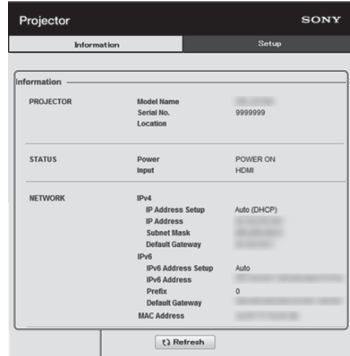 Projector SONY
Information Setup
Information
PROJECTOR Model Name
Serial No. 9999999
Location
STATUS Power POWER ON
Input HDMI
NETWORK IPv4
IP Address Setup Auto (DHCP)
IP Address
Subnet Mask
Default Gateway
IPv6
IPv6 Address Setup Auto
IPv6 Address
Prefix 0
Default Gateway
MAC Address
Refresh